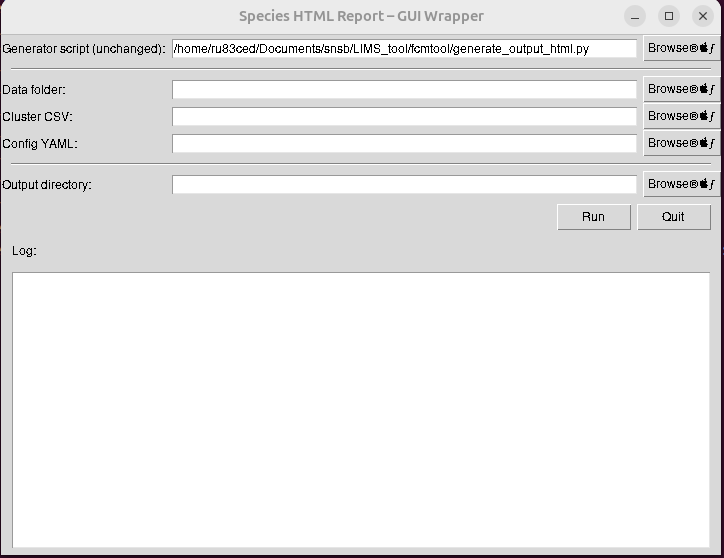 Species HTML Report – GUI Wrapper
Generator script (unchanged): /home/ru83ced/Documents/snsb/LIMS_tool/fcmtool/generate_output_html.py Browse®ƒ
Data folder: Browse®ƒ
Cluster CSV: Browse®ƒ
Config YAML: Browse®ƒ
Output directory: Browse®ƒ
Run Quit
Log: